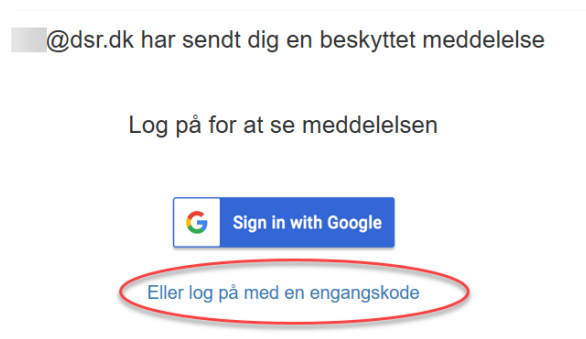 @dsr.dk har sendt dig en beskyttet meddelelse
Log på for at se meddelelsen
Sign in with Google
Eller log på med en engangskode